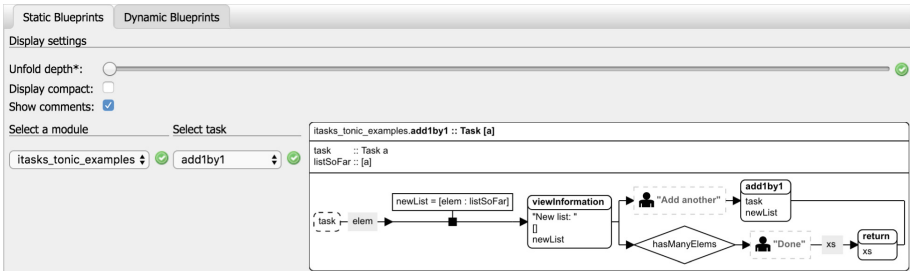 Static Blueprints Dynamic Blueprints
Display settings
Unfold depth*:
Display compact:
Show comments:
Select a module Select task
itasks_tonic_examples add1by1
itasks_tonic_examples.add1by1 :: Task [a]
task :: Task a
listSoFar :: [a]
task elem
newList = [elem : listSoFar]
viewInformation
"New list: "
[]
newList
"Add another"
add1by1
task
newList
hasManyElems
"Done"
xs
return
xs